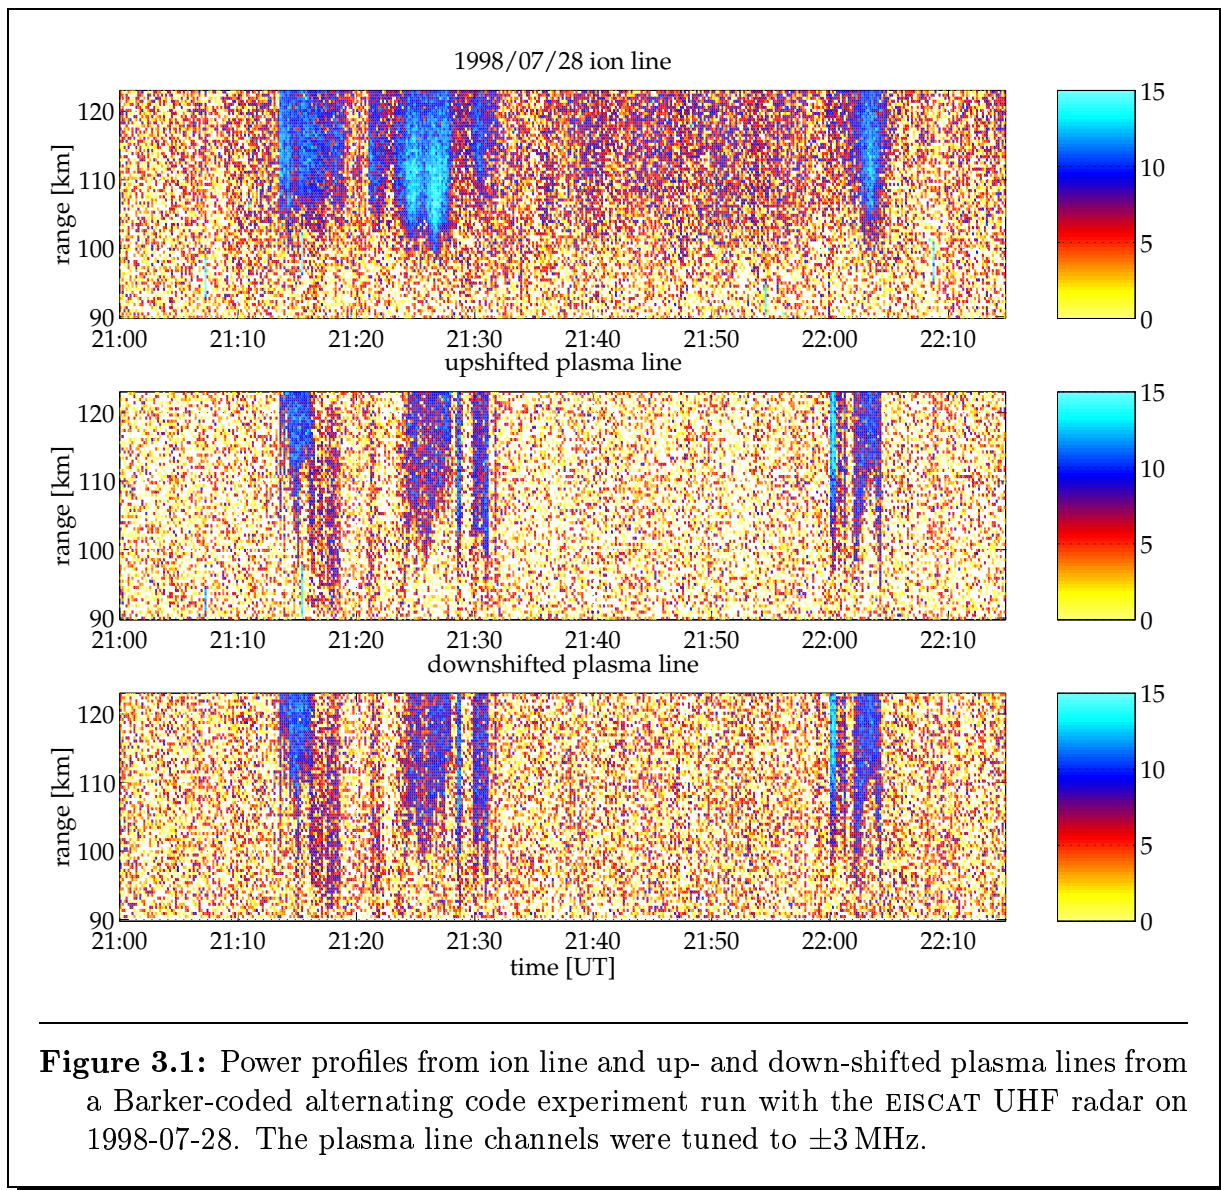 1998/07/28 ion line
range [km]
120
110
100
90
21:00 21:10 21:20 21:30 21:40 21:50 22:00 22:10
15
10
5
0
upshifted plasma line
range [km]
120
110
100
90
21:00 21:10 21:20 21:30 21:40 21:50 22:00 22:10
15
10
5
0
downshifted plasma line
range [km]
120
110
100
90
21:00 21:10 21:20 21:30 21:40 21:50 22:00 22:10
15
10
5
0
time [UT]
Figure 3.1: Power profiles from ion line and up- and down-shifted plasma lines from
a Barker-coded alternating code experiment run with the EISCAT UHF radar on
1998-07-28. The plasma line channels were tuned to ±3 MHz.